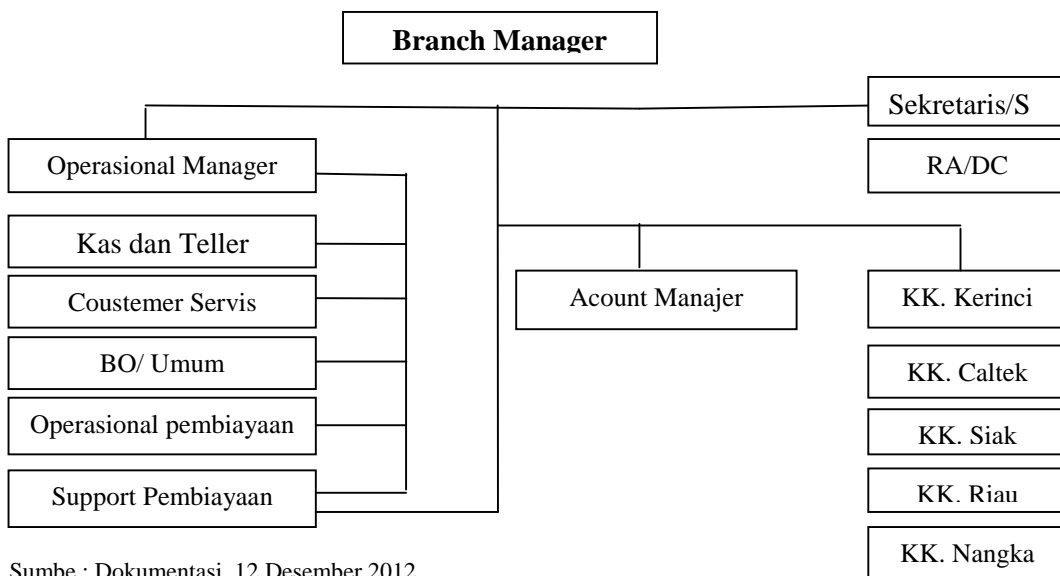 Branch Manager
Sekretaris/S
Operasional Manager
RA/DC
Kas dan Teller
Coustemer Servis
Acount Manajer
KK. Kerinci
BO/ Umum
KK. Caltek
Operasional pembiayaan
KK. Siak
Support Pembiayaan
KK. Riau
KK. Nangka
Sumbe : Dokumentasi, 12 Desember 2012